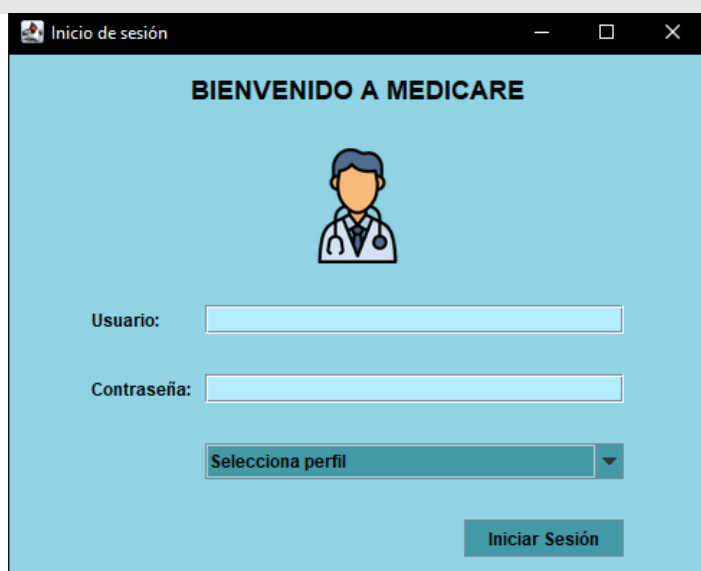 Inicio de sesión
BIENVENIDO A MEDICARE
Usuario:
Contraseña:
Selecciona perfil
Iniciar Sesión